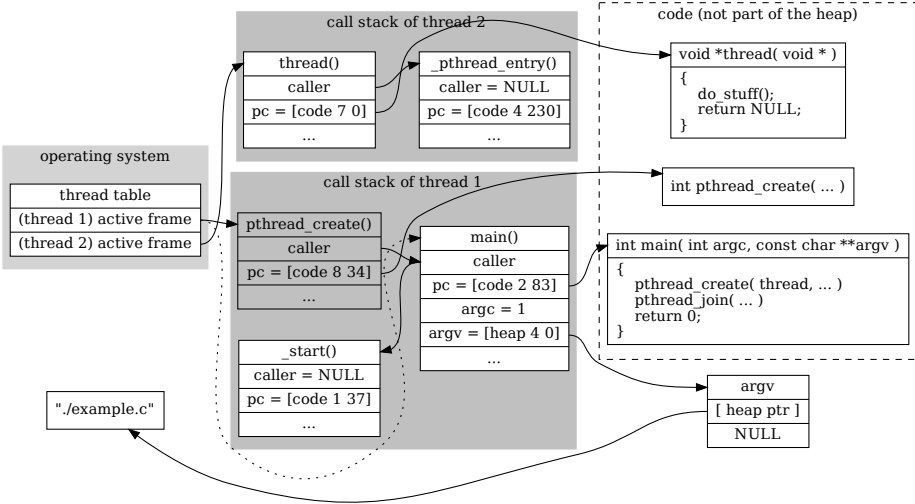 call stack of thread 2
thread()
caller
pc = [code 7 0]
...
_pthread_entry()
caller = NULL
pc = [code 4 230]
...
code (not part of the heap)
void *thread( void * )
{
do_stuff();
return NULL;
}
int pthread_create( ... )
int main( int argc, const char **argv )
{
pthread_create( thread, ... )
pthread_join( ... )
return 0;
}
operating system
thread table
(thread 1) active frame
(thread 2) active frame
call stack of thread 1
pthread_create()
caller
pc = [code 8 34]
...
main()
caller
pc = [code 2 83]
argc = 1
argv = [heap 4 0]
...
_start()
caller = NULL
pc = [code 1 37]
...
"./example.c"
argv
[ heap ptr ]
NULL